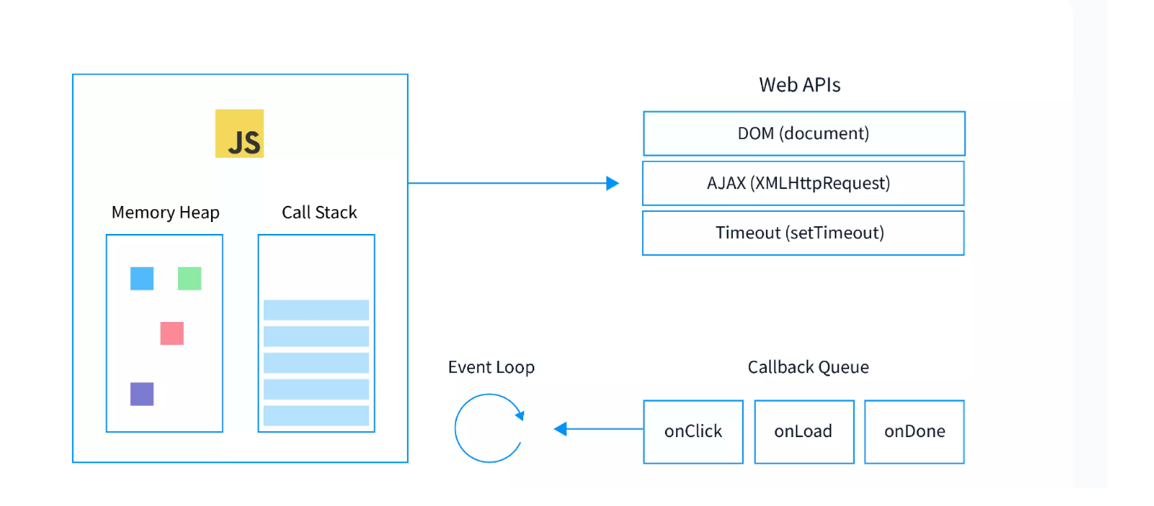 JS
Memory Heap
Call Stack
Web APIs
DOM (document)
AJAX (XMLHttpRequest)
Timeout (setTimeout)
Event Loop
Callback Queue
onClick
onLoad
onDone